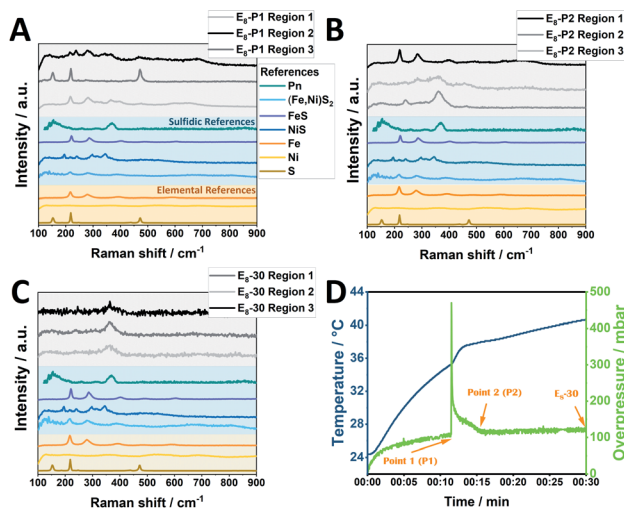 A
E₈-P1 Region 1
E₈-P1 Region 2
E₈-P1 Region 3
References
Pn
(Fe,Ni)S₂
FeS
NiS
Fe
Ni
S
Sulfidic References
Elemental References
Intensity / a.u.
100 200 300 400 500 600 700 800 900
Raman shift / cm⁻¹
B
E₈-P2 Region 1
E₈-P2 Region 2
E₈-P2 Region 3
Intensity / a.u.
100 200 300 400 500 600 700 800 900
Raman shift / cm⁻¹
C
E₈-30 Region 1
E₈-30 Region 2
E₈-30 Region 3
Intensity / a.u.
100 200 300 400 500 600 700 800 900
Raman shift / cm⁻¹
D
44
40
36
32
28
24
Temperature / °C
500
400
300
200
100
0
Overpressure / mbar
Point 1 (P1)
Point 2 (P2)
E₈-30
00:00 00:05 00:10 00:15 00:20 00:25 00:30
Time / min